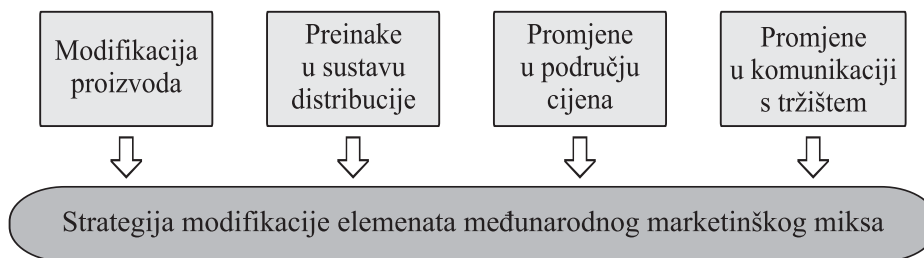 Modifikacija
proizvoda
Preinake
u sustavu
distribucije
Promjene
u području
cijena
Promjene
u komunikaciji
s tržištem
Strategija modifikacije elemenata međunarodnog marketinškog miksa